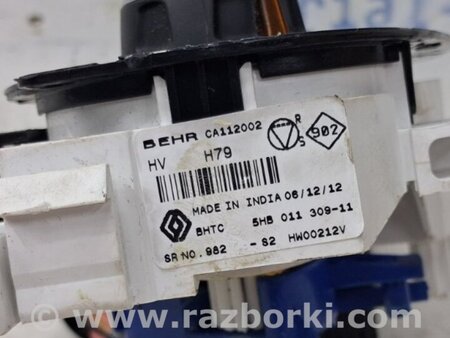 BEHR CA112002 R S 902
HV H79
MADE IN INDIA 06/12/12
BHTC 5HB 011 309-11
SR NO. 982 - S2 HW00212V
www.razborki.com